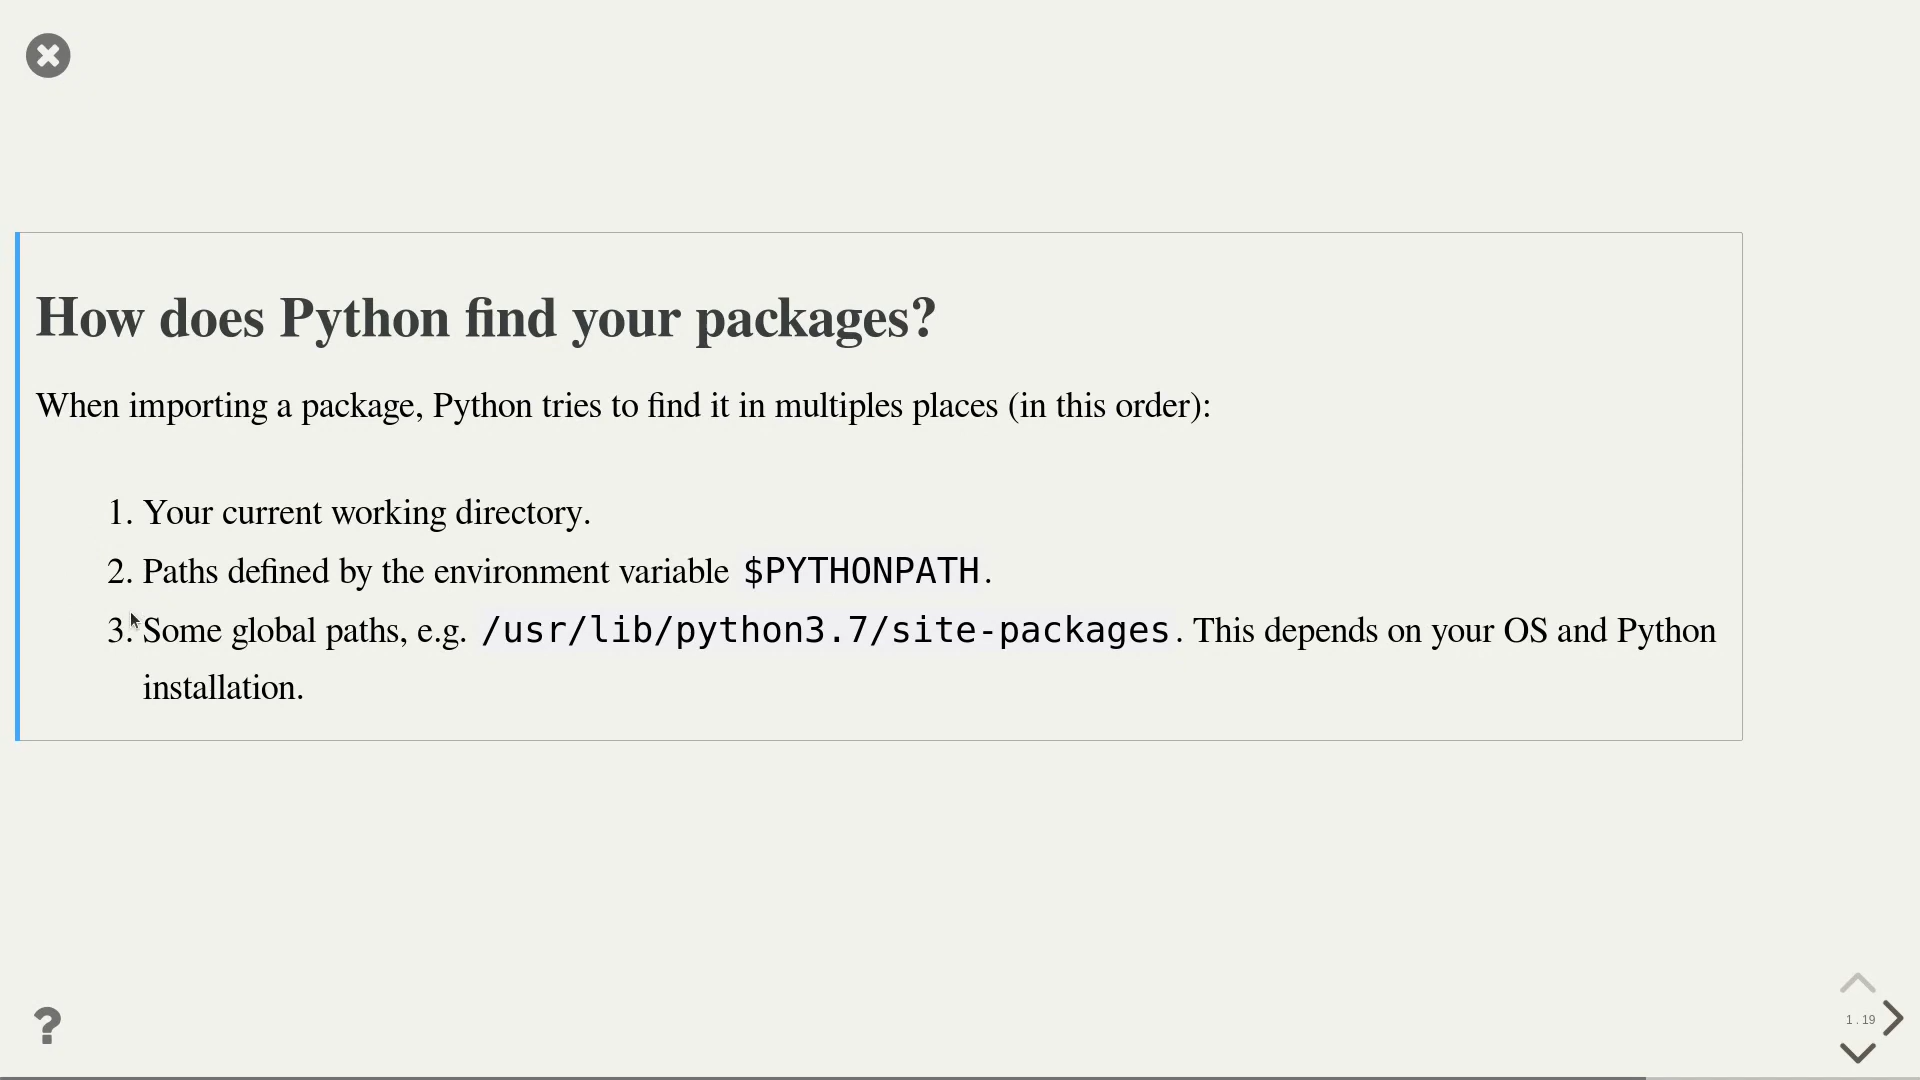 How does Python find your packages?
When importing a package, Python tries to find it in multiples places (in this order):
1. Your current working directory.
2. Paths defined by the environment variable $PYTHONPATH.
3. Some global paths, e.g. /usr/lib/python3.7/site-packages. This depends on your OS and Python
installation.
?
1.19